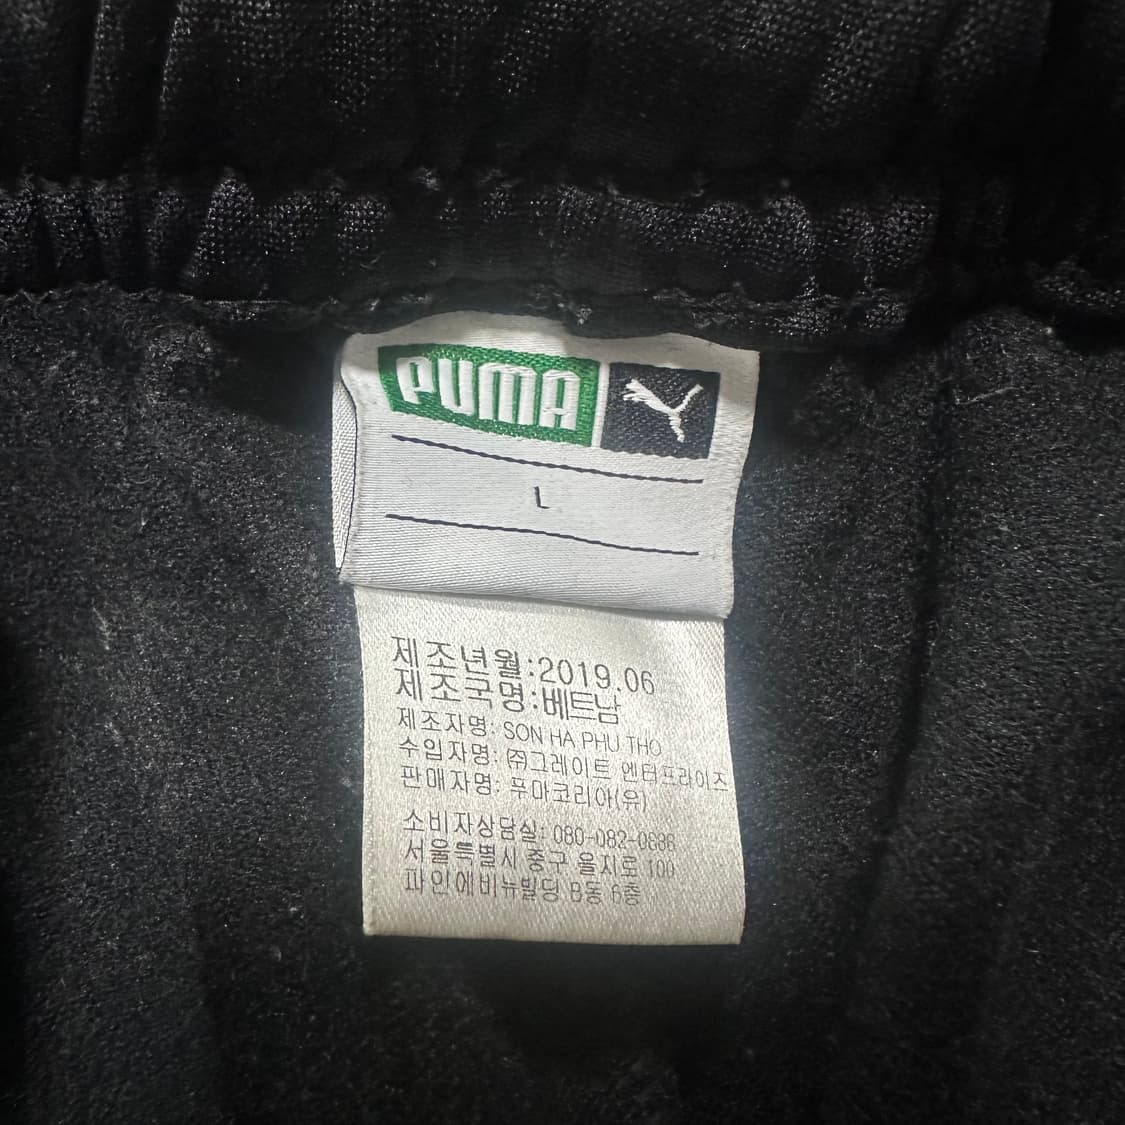 PUMA
L
제조년월:2019.06
제조국명:베트남
제조자명: SON HA PHU THO
수입자명: ㈜그레이트 엔터프라이즈
판매자명: 푸마코리아(유)
소비자상담실: 080-082-0886
서울특별시 중구 을지로 100
파인에비뉴빌딩 B동 6층